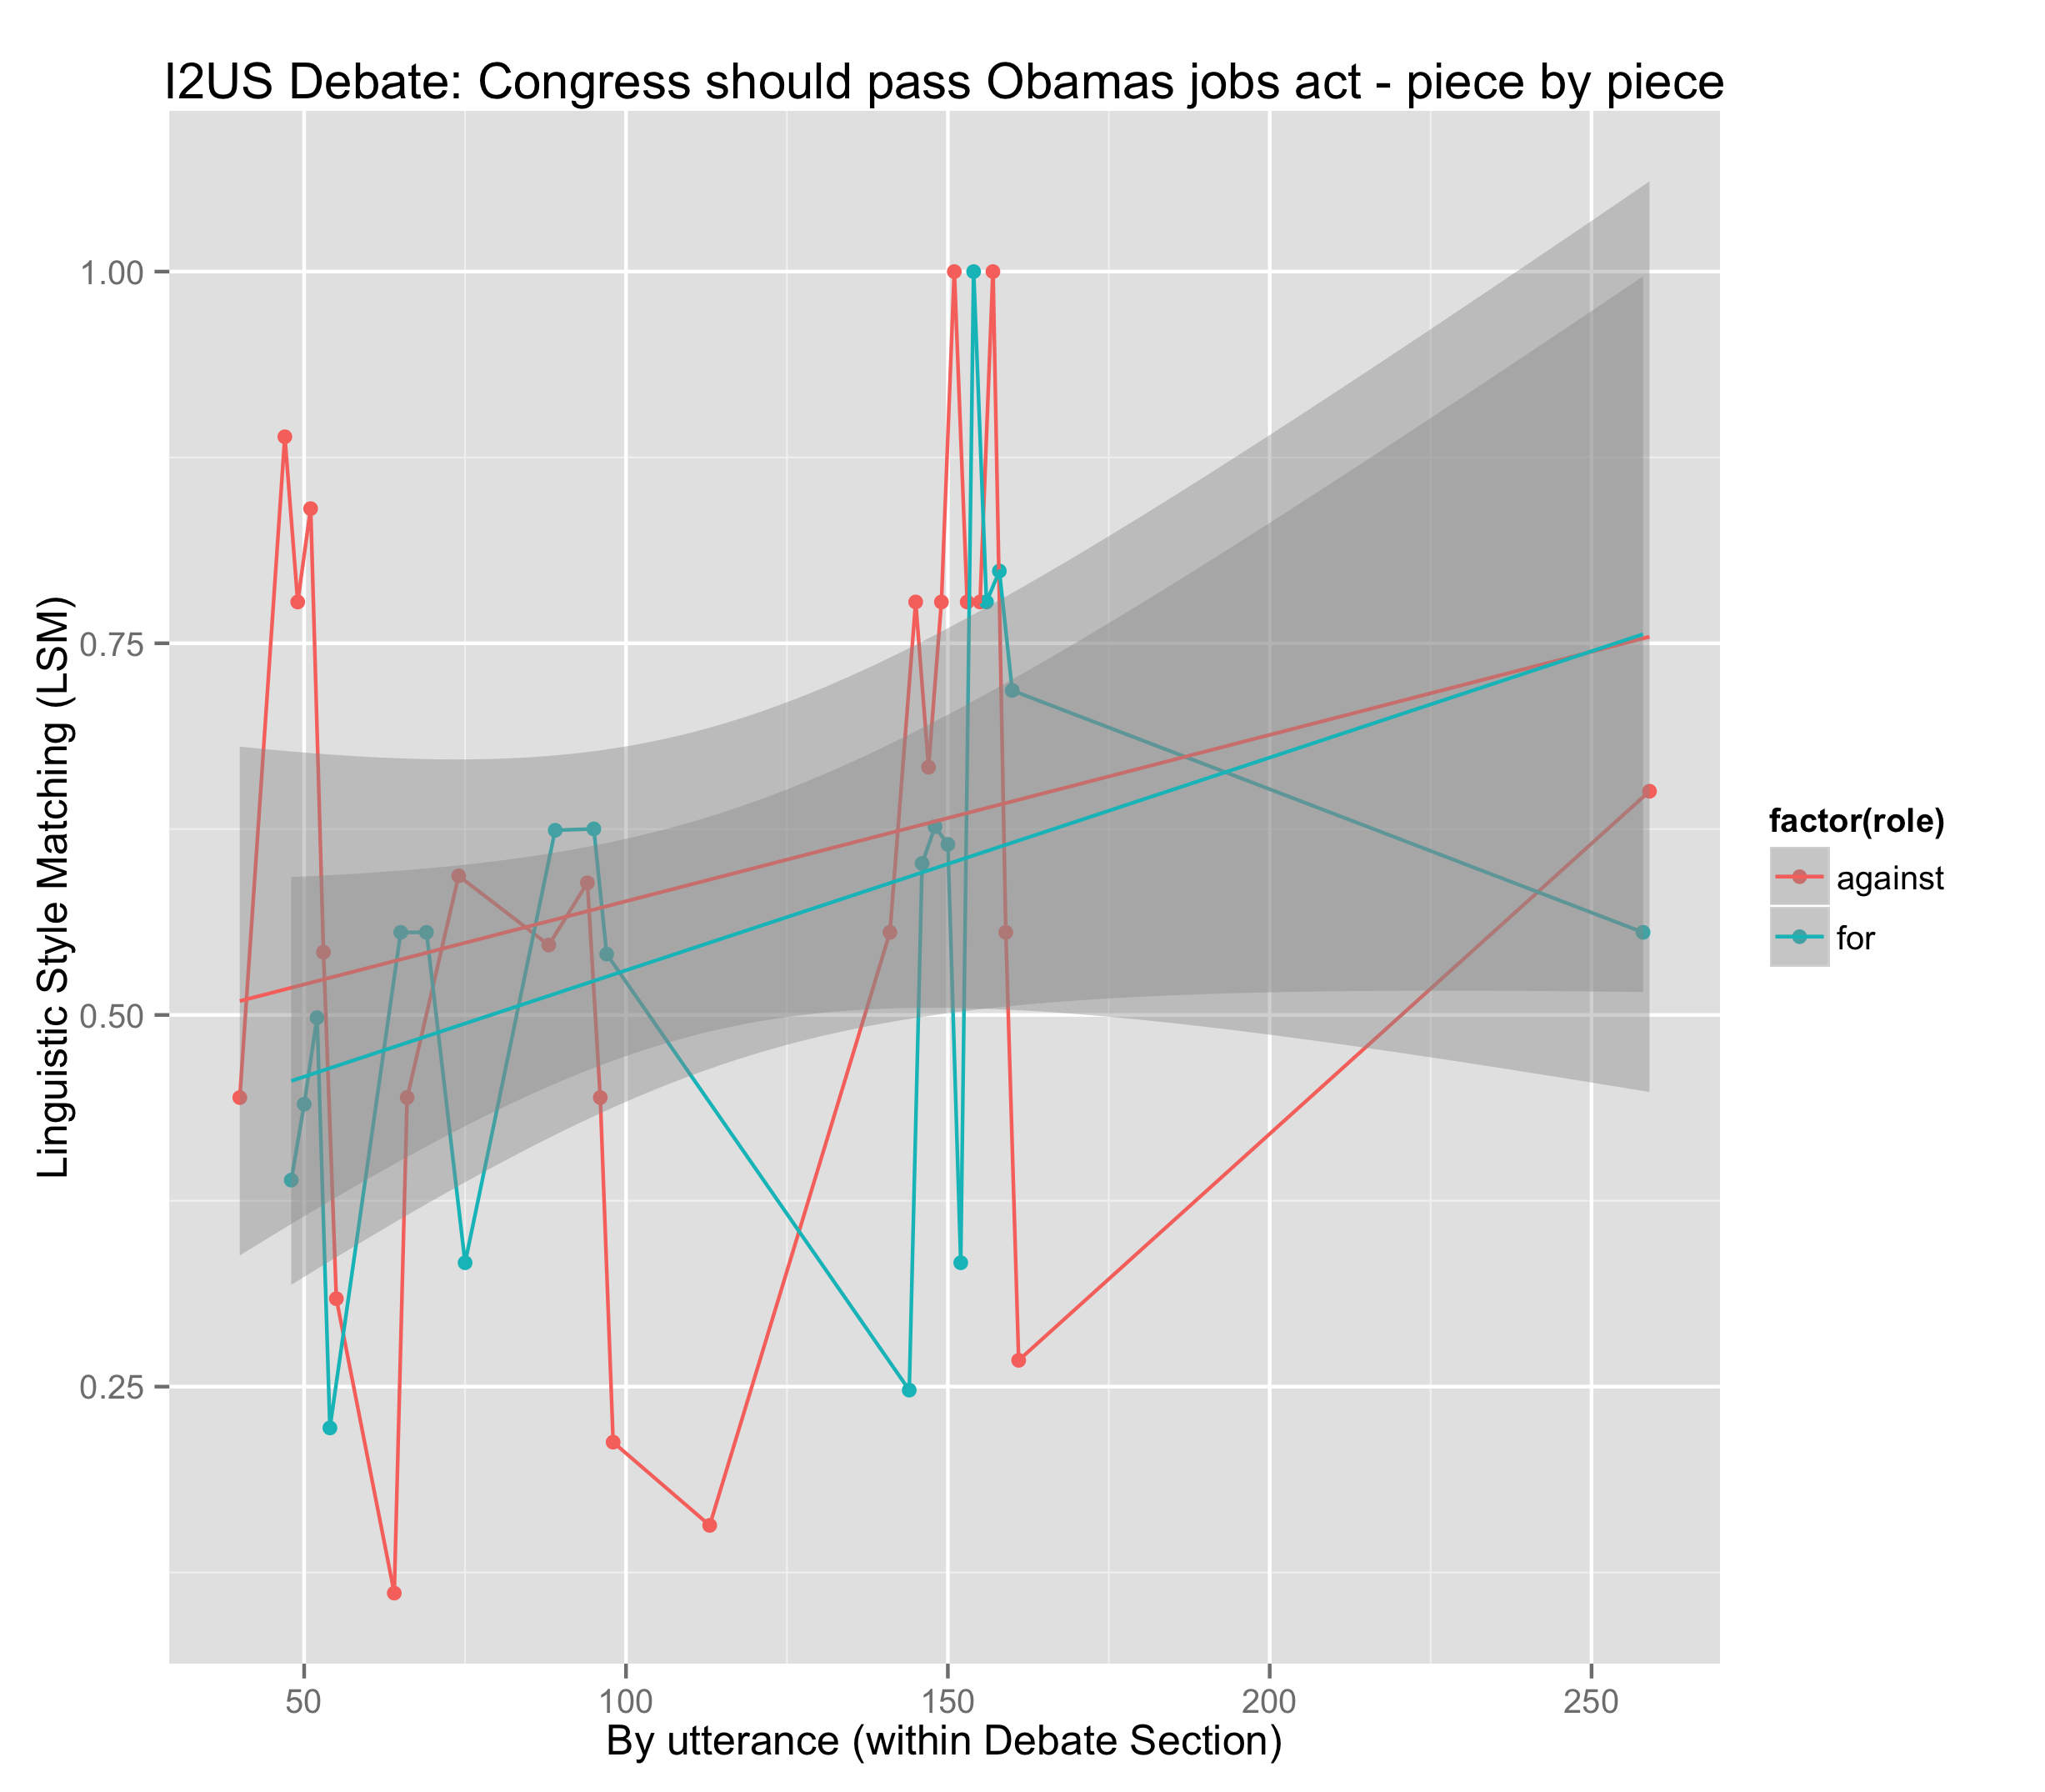 I2US Debate: Congress should pass Obamas jobs act - piece by piece
Linguistic Style Matching (LSM)
1.00
0.75
0.50
0.25
50
100
150
200
250
By utterance (within Debate Section)
factor(role)
against
for